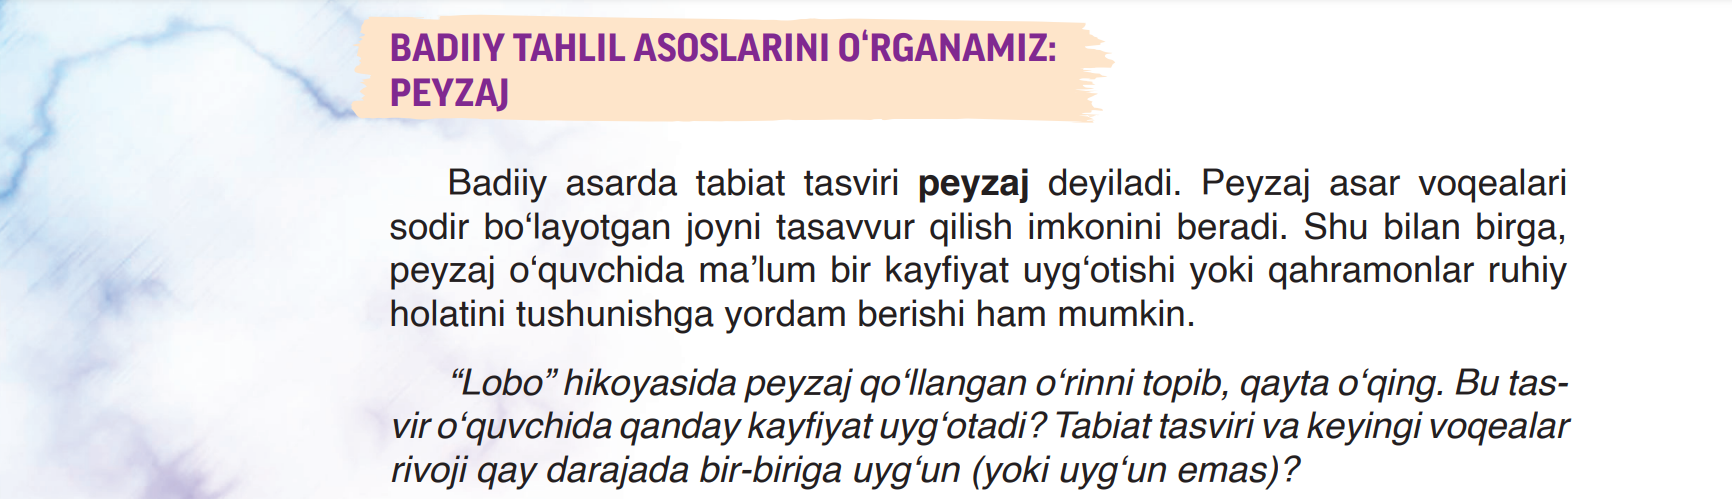 BADIIY TAHLIL ASOSLARINI O‘RGANAMIZ:
PEYZAJ
Badiiy asarda tabiat tasviri peyzaj deyiladi. Peyzaj asar voqealari
sodir bo‘layotgan joyni tasavvur qilish imkonini beradi. Shu bilan birga,
peyzaj o‘quvchida ma’lum bir kayfiyat uyg‘otishi yoki qahramonlar ruhiy
holatini tushunishga yordam berishi ham mumkin.
“Lobo” hikoyasida peyzaj qo‘llangan o‘rinni topib, qayta o‘qing. Bu tas-
vir o‘quvchida qanday kayfiyat uyg‘otadi? Tabiat tasviri va keyingi voqealar
rivoji qay darajada bir-biriga uyg‘un (yoki uyg‘un emas)?